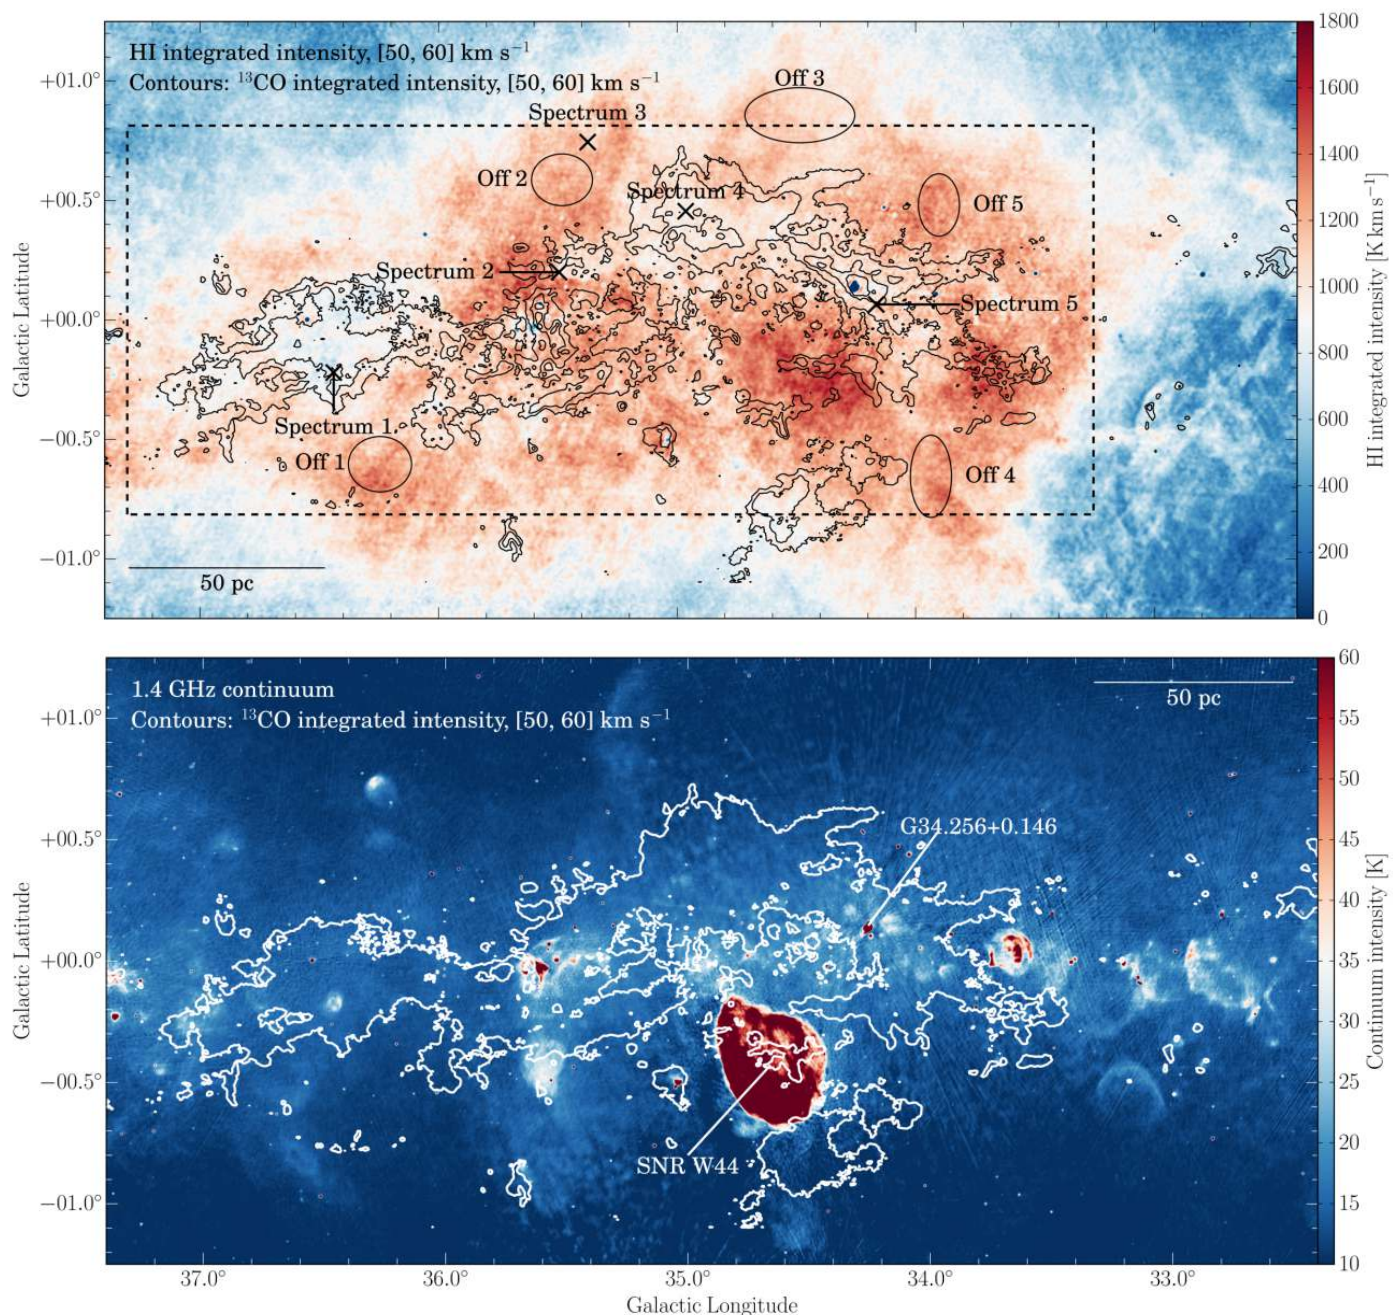 HI integrated intensity, [50, 60] km s⁻¹
Contours: ¹³CO integrated intensity, [50, 60] km s⁻¹
Off 3
Spectrum 3
Off 2
Spectrum 4
Off 5
Spectrum 2
Spectrum 5
Spectrum 1
Off 1
Off 4
50 pc
+01.0°
+00.5°
+00.0°
−00.5°
−01.0°
Galactic Latitude
1800
1600
1400
1200
1000
800
600
400
200
0
HI integrated intensity [K km s⁻¹]
1.4 GHz continuum
Contours: ¹³CO integrated intensity, [50, 60] km s⁻¹
50 pc
G34.256+0.146
SNR W44
+01.0°
+00.5°
+00.0°
−00.5°
−01.0°
Galactic Latitude
60
55
50
45
40
35
30
25
20
15
10
Continuum intensity [K]
37.0°
36.0°
35.0°
34.0°
33.0°
Galactic Longitude